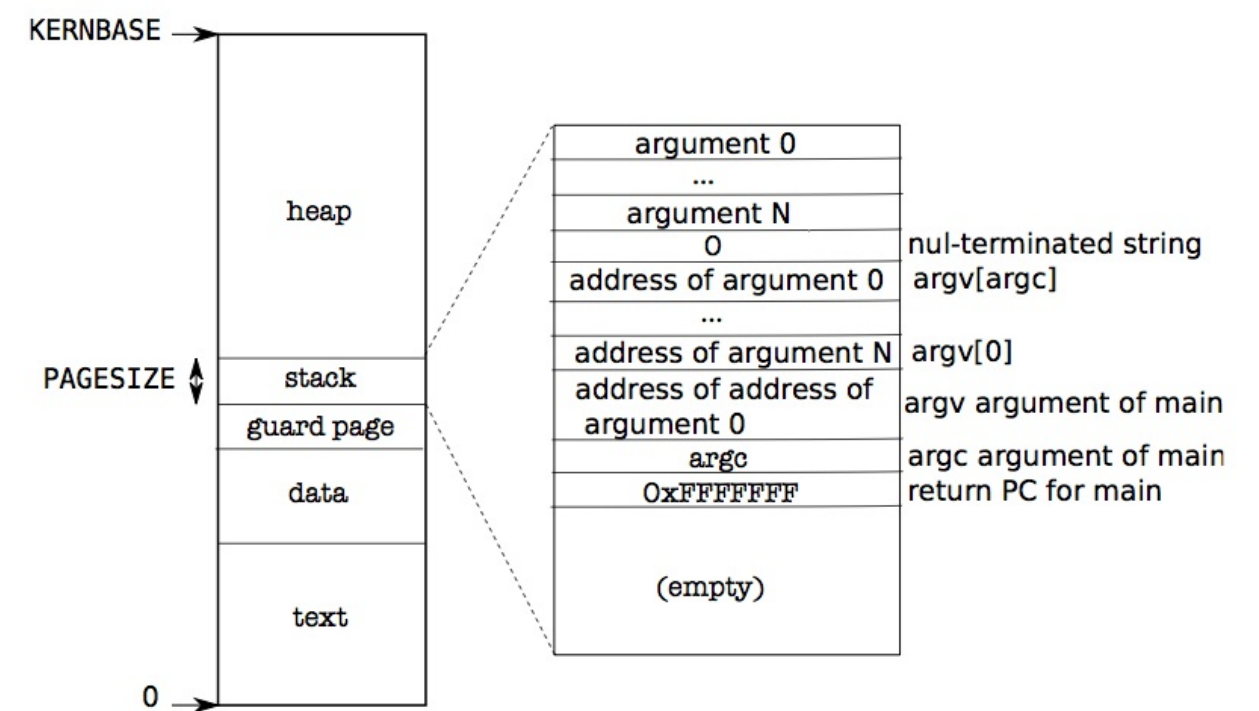 KERNBASE
heap
PAGESIZE
stack
guard page
data
text
0
argument 0
...
argument N
0
nul-terminated string
address of argument 0
argv[argc]
...
address of argument N
argv[0]
address of address of
argument 0
argv argument of main
argc
argc argument of main
0xFFFFFFF
return PC for main
(empty)